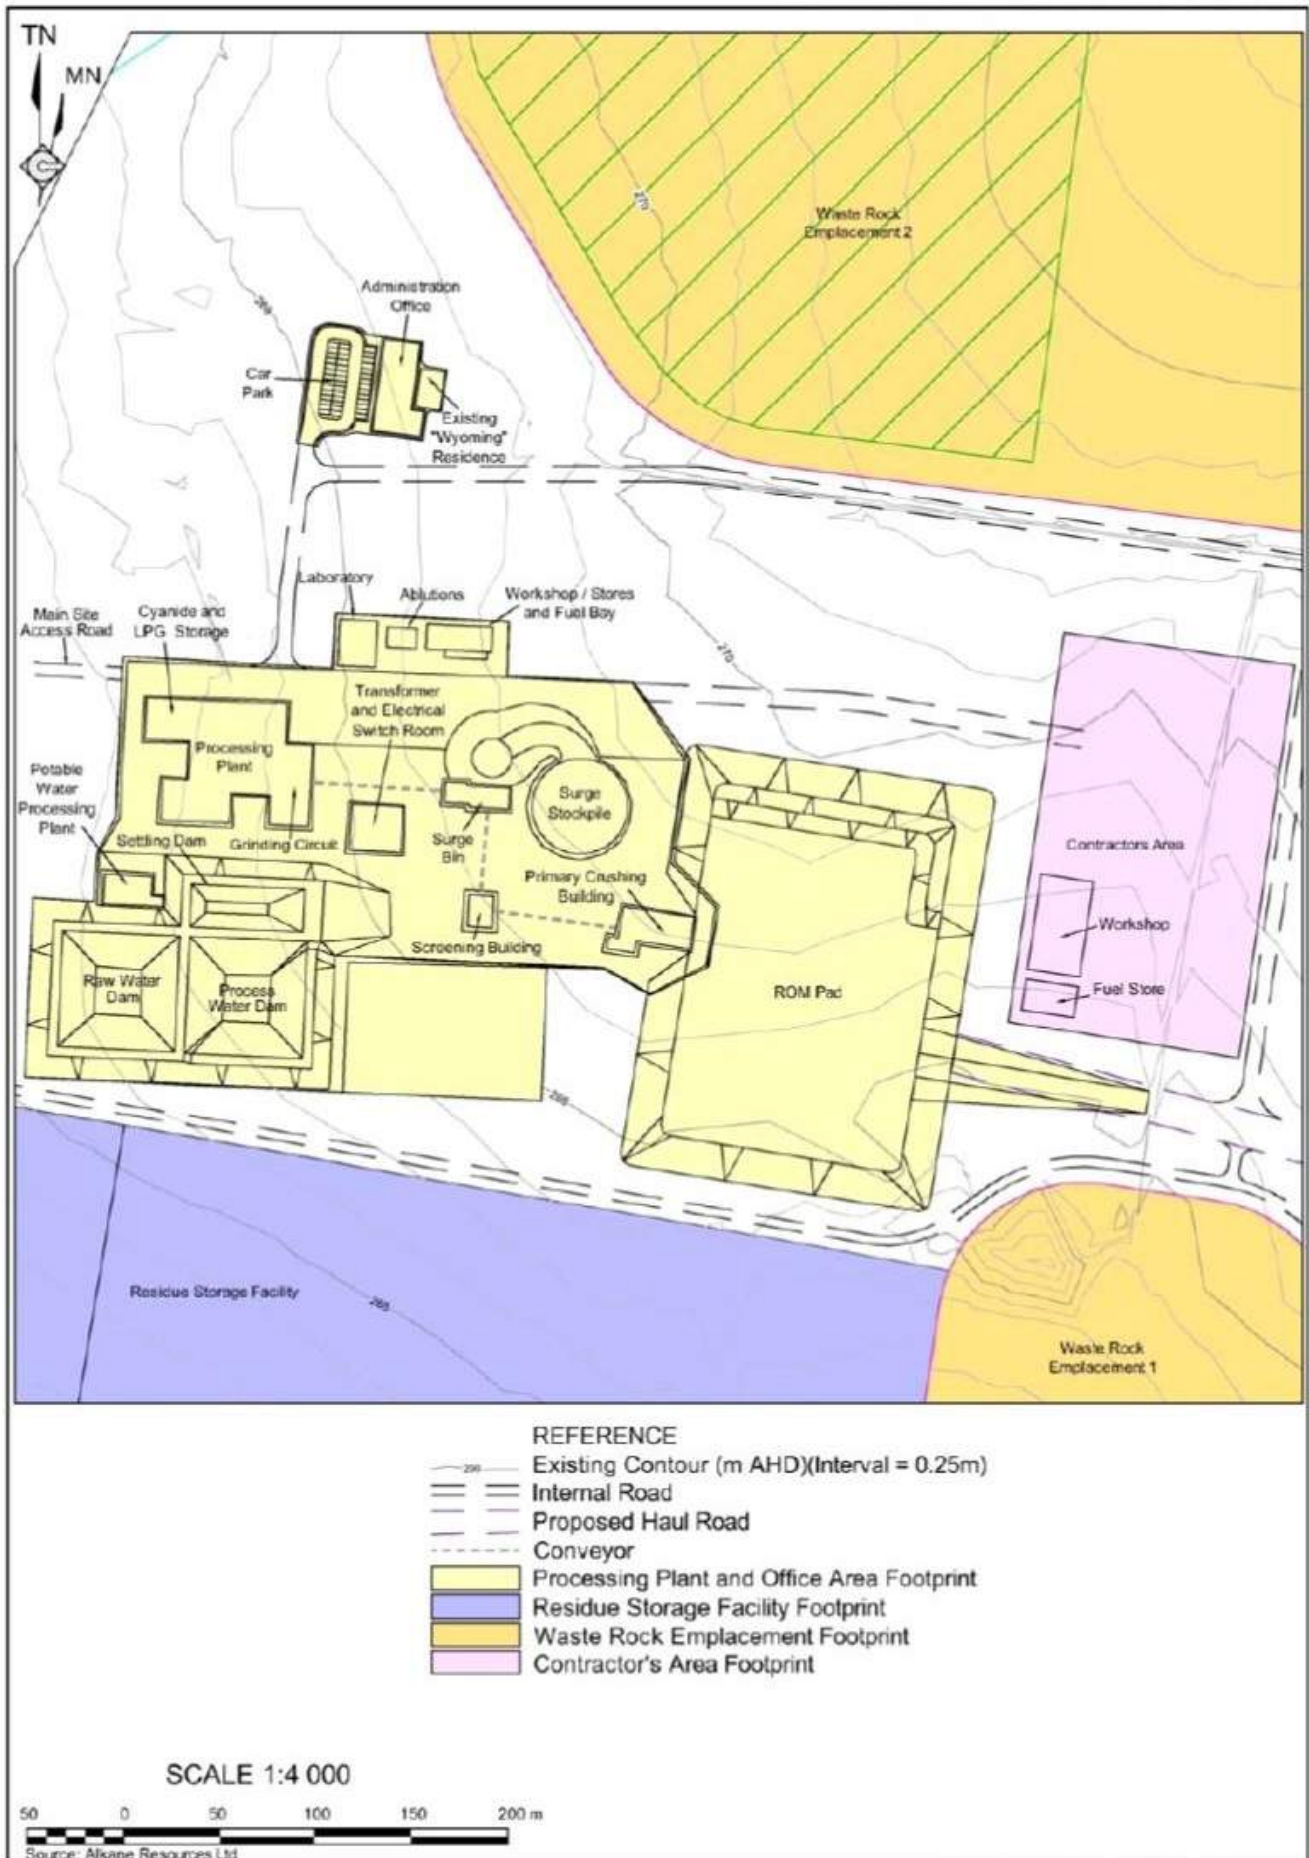 TN
MN
270
Waste Rock
Emplacement 2
269
Administration
Office
Car
Park
Existing
"Wyoming"
Residence
Laboratory
Ablutions
Workshop / Stores
and Fuel Bay
Main Site
Access Road
Cyanide and
LPG Storage
270
Transformer
and Electrical
Switch Room
Processing
Plant
Potable
Water
Processing
Plant
Surge
Stockpile
Settling Dam
Grinding Circuit
Surge
Bin
Contractors Area
Primary Crushing
Building
Workshop
Screening Building
Raw Water
Dam
Process
Water Dam
ROM Pad
Fuel Store
Residue Storage Facility
268
Waste Rock
Emplacement 1
REFERENCE
Existing Contour (m AHD)(Interval = 0.25m)
Internal Road
Proposed Haul Road
Conveyor
Processing Plant and Office Area Footprint
Residue Storage Facility Footprint
Waste Rock Emplacement Footprint
Contractor's Area Footprint
SCALE 1:4 000
50 0 50 100 150 200 m
Source: Alkane Resources Ltd